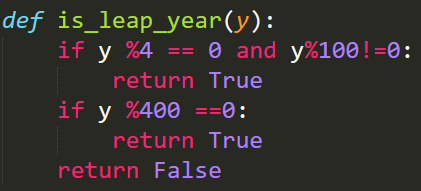 def is_leap_year(y):
    if y %4 == 0 and y%100!=0:
        return True
    if y %400 ==0:
        return True
    return False